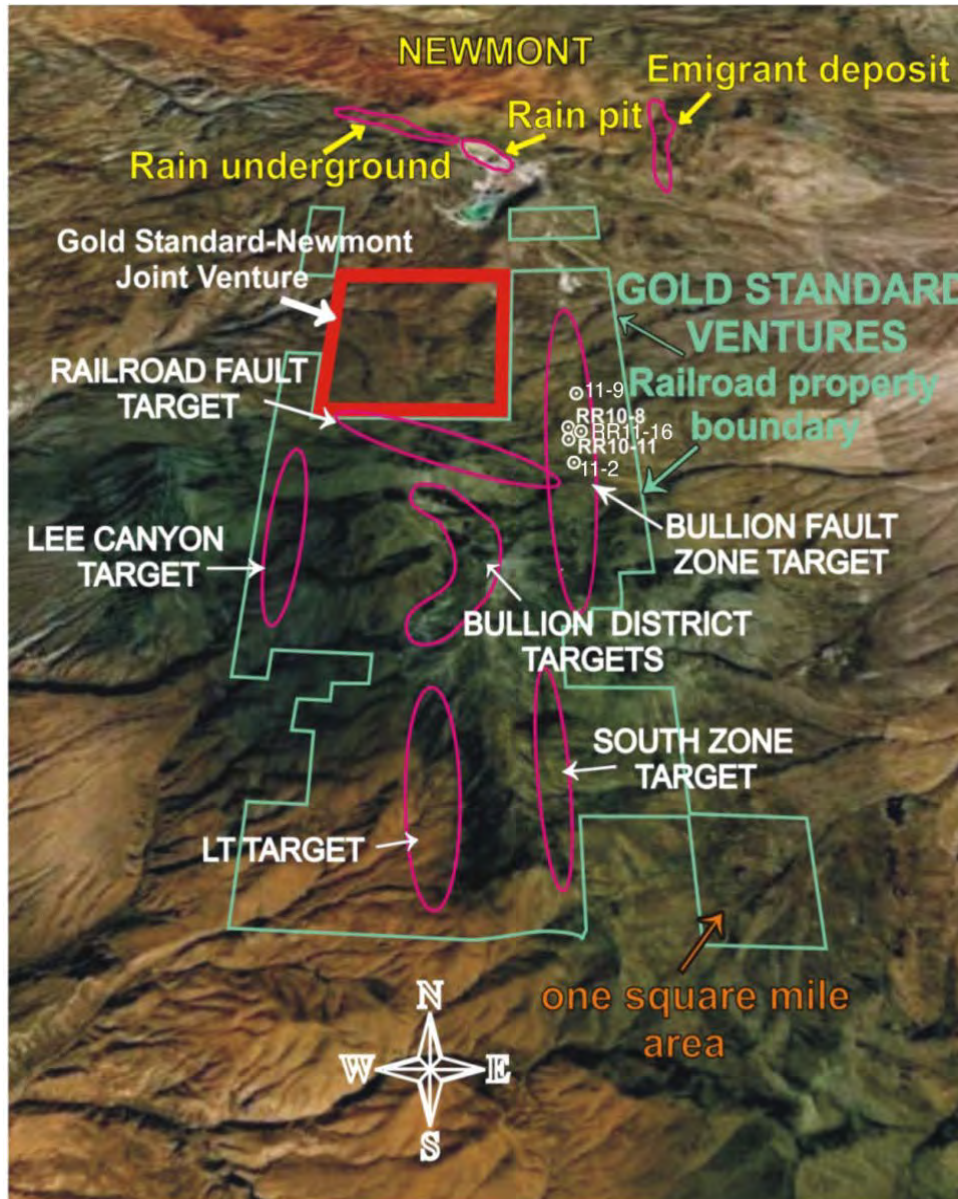 NEWMONT
Emigrant deposit
Rain pit
Rain underground
Gold Standard-Newmont
Joint Venture
GOLD STANDARD
VENTURES
Railroad property
boundary
RAILROAD FAULT
TARGET
11-9
RR10-8
RR11-16
RR10-11
11-2
LEE CANYON
TARGET
BULLION FAULT
ZONE TARGET
BULLION DISTRICT
TARGETS
SOUTH ZONE
TARGET
LT TARGET
one square mile
area
N
W
E
S